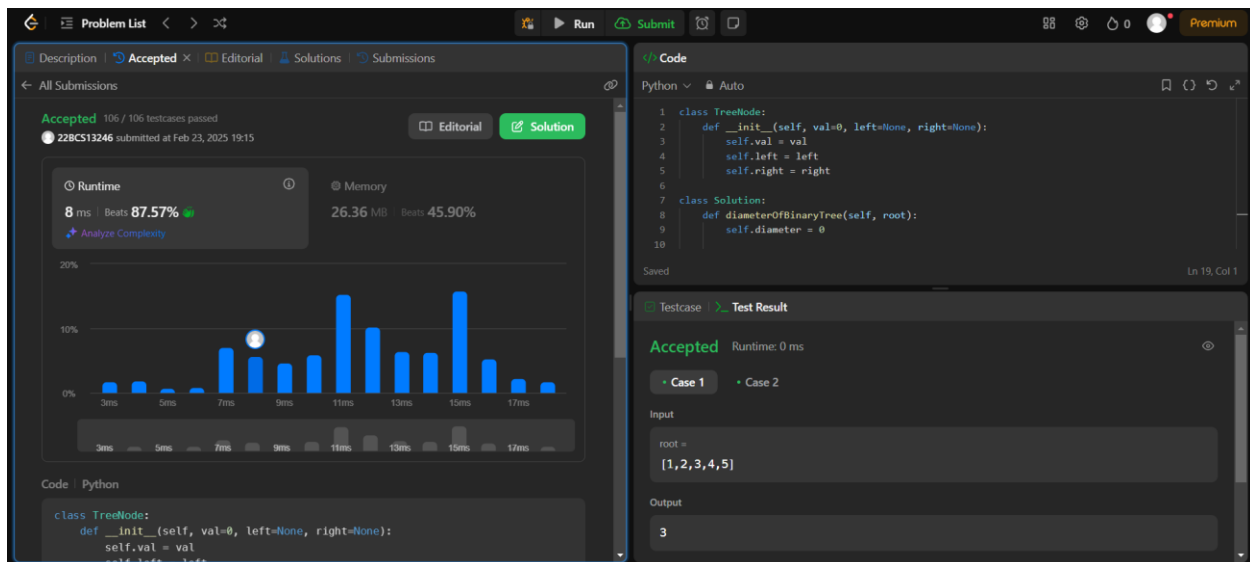 Problem List
Run
Submit
0
Premium
Description
Accepted
Editorial
Solutions
Submissions
All Submissions
Accepted 106 / 106 testcases passed
22BCS13246 submitted at Feb 23, 2025 19:15
Editorial
Solution
Runtime
8 ms Beats 87.57%
Analyze Complexity
Memory
26.36 MB Beats 45.90%
20%
10%
0%
3ms 5ms 7ms 9ms 11ms 13ms 15ms 17ms
3ms 5ms 7ms 9ms 11ms 13ms 15ms 17ms
Code Python
class TreeNode:
def __init__(self, val=0, left=None, right=None):
self.val = val
self.left = left
</> Code
Python Auto
1 class TreeNode:
2 def __init__(self, val=0, left=None, right=None):
3 self.val = val
4 self.left = left
5 self.right = right
6
7 class Solution:
8 def diameterOfBinaryTree(self, root):
9 self.diameter = 0
10
Saved
Ln 19, Col 1
Testcase
>_ Test Result
Accepted Runtime: 0 ms
• Case 1
• Case 2
Input
root =
[1,2,3,4,5]
Output
3